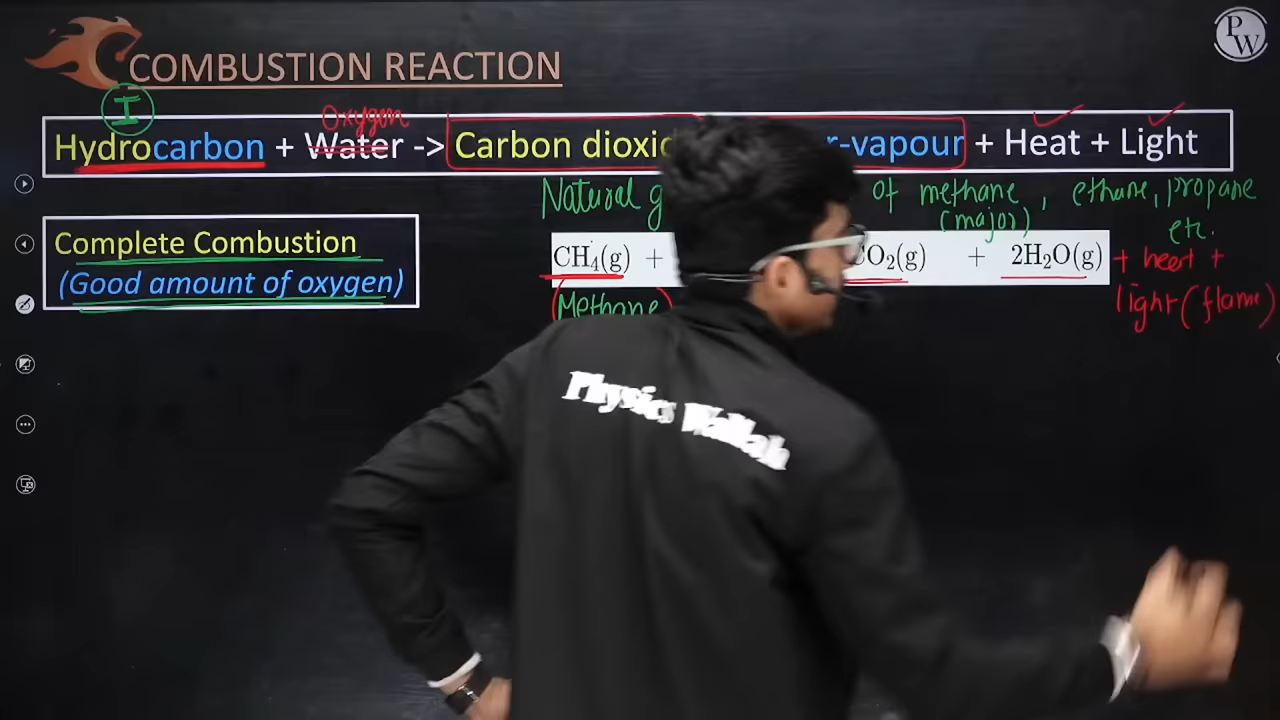 PW
COMBUSTION REACTION
I
Oxygen
Hydrocarbon + Water -> Carbon dioxid r-vapour + Heat + Light
Natural g of methane, ethane, propane
(major) etc.
Complete Combustion
(Good amount of oxygen)
CH₄(g) + CO₂(g) + 2H₂O(g) + heat +
light (flame)
(Methane)
Physics Wallah